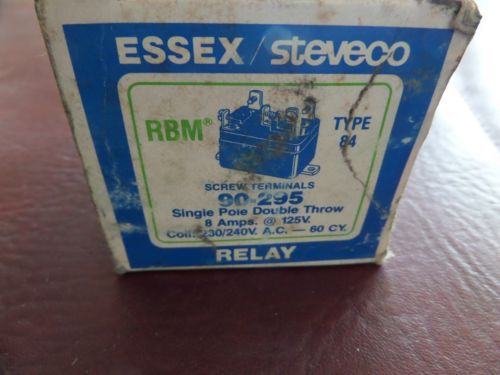 ESSEX / steveco
RBM®
TYPE
84
SCREW TERMINALS
90-295
Single Pole Double Throw
8 Amps. @ 125V.
Coil: 230/240V. A.C. — 60 CY.
RELAY